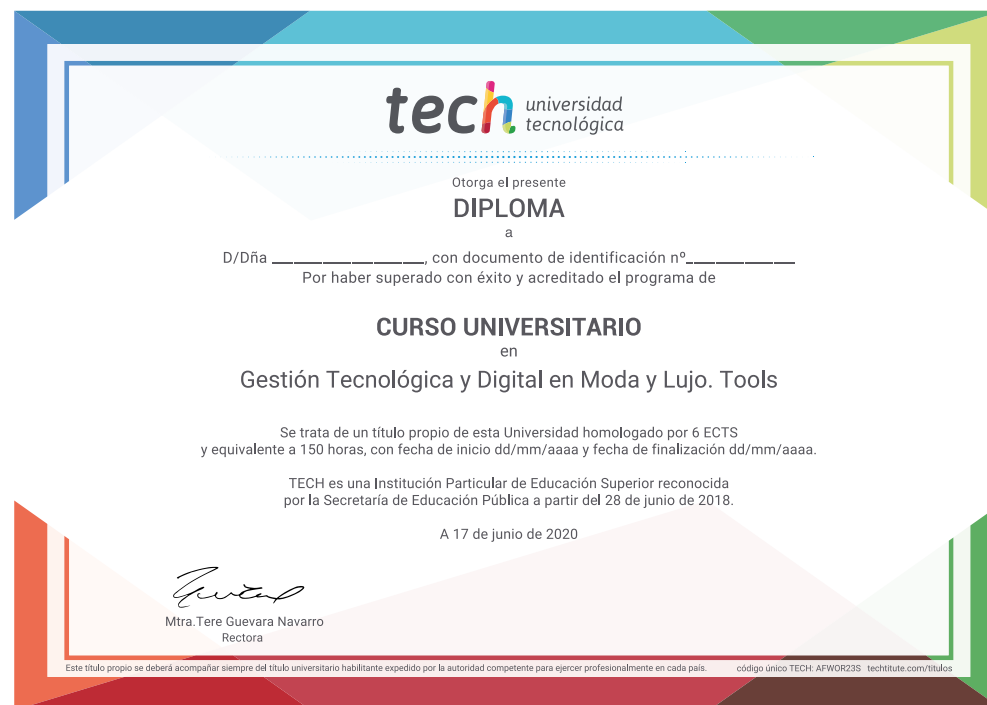 tech universidad
tecnológica
Otorga el presente
DIPLOMA
a
D/Dña ______________, con documento de identificación nº__________
Por haber superado con éxito y acreditado el programa de
CURSO UNIVERSITARIO
en
Gestión Tecnológica y Digital en Moda y Lujo. Tools
Se trata de un título propio de esta Universidad homologado por 6 ECTS
y equivalente a 150 horas, con fecha de inicio dd/mm/aaaa y fecha de finalización dd/mm/aaaa.
TECH es una Institución Particular de Educación Superior reconocida
por la Secretaría de Educación Pública a partir del 28 de junio de 2018.
A 17 de junio de 2020
Mtra.Tere Guevara Navarro
Rectora
Este título propio se deberá acompañar siempre del título universitario habilitante expedido por la autoridad competente para ejercer profesionalmente en cada país. código único TECH: AFWOR23S techtitute.com/titulos